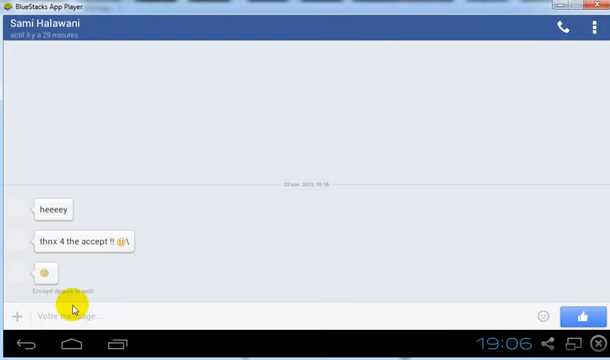 BlueStacks App Player
Sami Halawani
actif il y a 29 minutes
heeeey
thnx 4 the accept !! 🙂\
🙂
Envoyé depuis le web
Votre message...
19:06